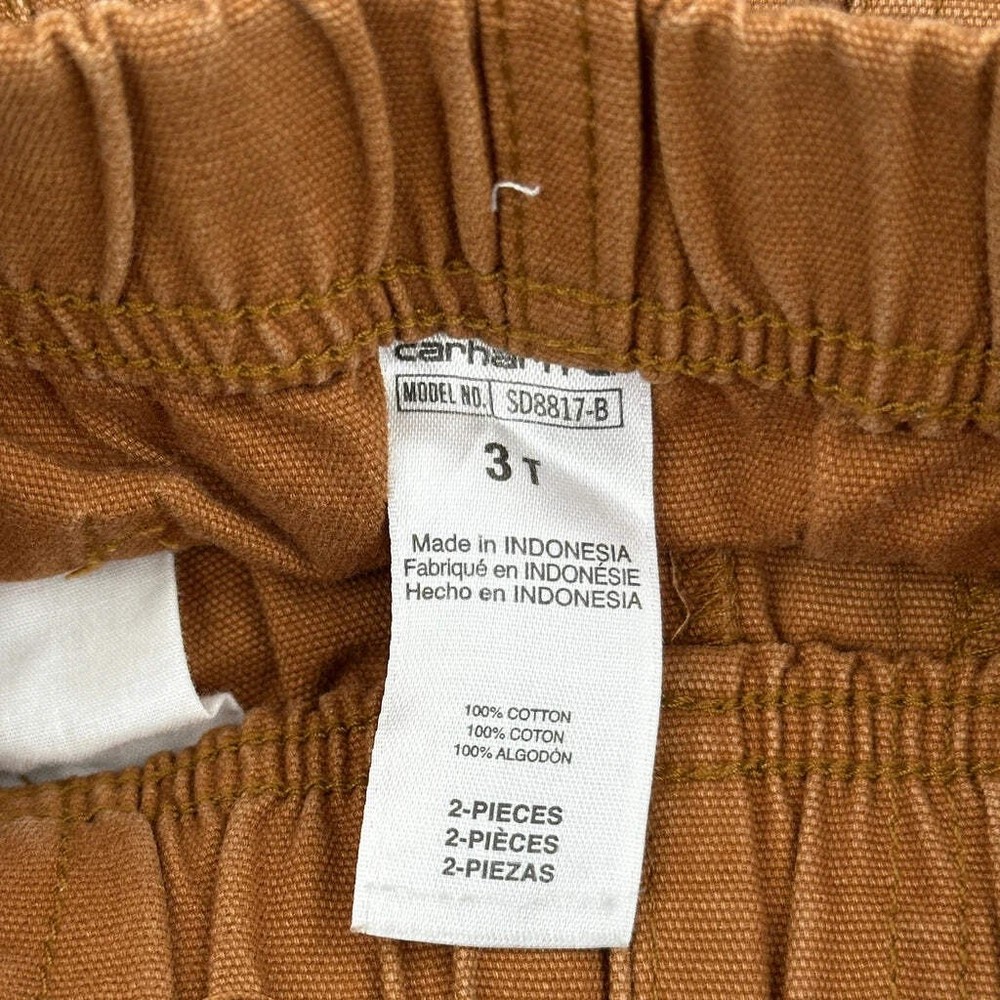 carhartt
MODEL NO. SD8817-B
3T
Made in INDONESIA
Fabriqué en INDONÉSIE
Hecho en INDONESIA
100% COTTON
100% COTON
100% ALGODÓN
2-PIECES
2-PIÈCES
2-PIEZAS